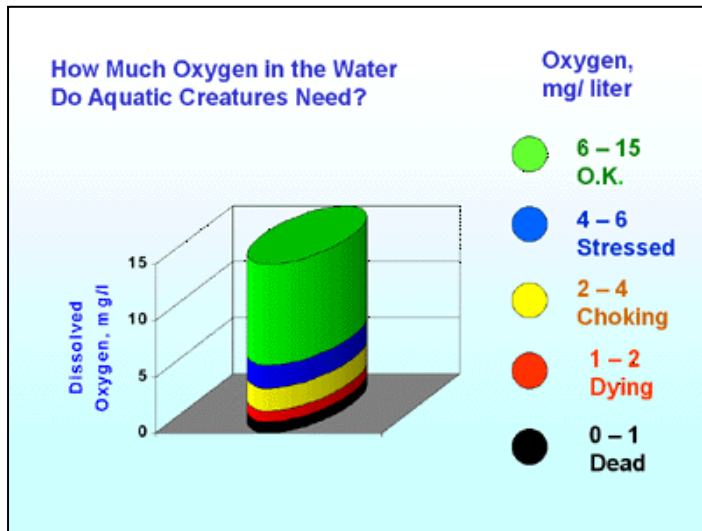 How Much Oxygen in the Water
Do Aquatic Creatures Need?
Oxygen,
mg/ liter
6 – 15
O.K.
4 – 6
Stressed
2 – 4
Choking
1 – 2
Dying
0 – 1
Dead
15
10
5
0
Dissolved
Oxygen, mg/l